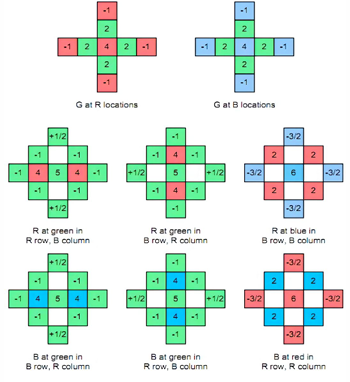 -1 -1
2 2
-1 2 4 2 -1 -1 2 4 2 -1
2 2
-1 -1
G at R locations G at B locations
+1/2 -1 -3/2
-1 -1 -1 4 -1 2 2
-1 4 5 4 -1 +1/2 5 +1/2 -3/2 6 -3/2
-1 -1 -1 4 -1 2 2
+1/2 -1 -3/2
R at green in R at green in R at blue in
R row, B column B row, R column B row, B column
+1/2 -1 -3/2
-1 -1 -1 4 -1 2 2
-1 4 5 4 -1 +1/2 5 +1/2 -3/2 6 -3/2
-1 -1 -1 4 -1 2 2
+1/2 -1 -3/2
B at green in B at green in B at red in
B row, R column R row, B column R row, R column